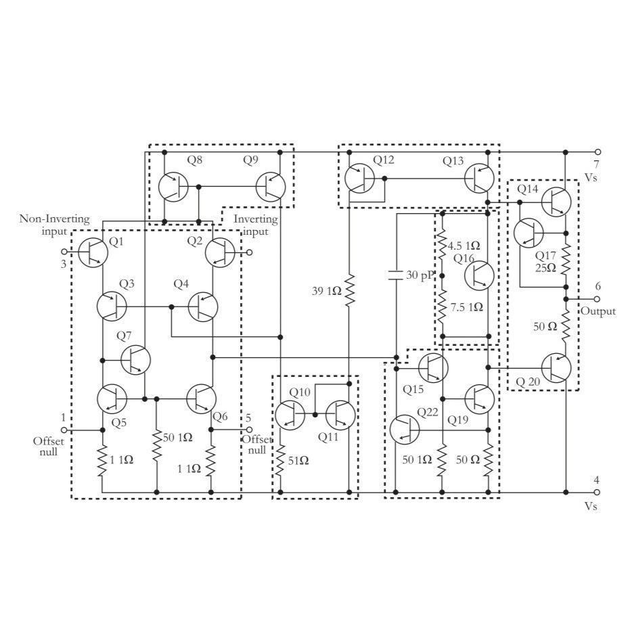 Q8
Q9
Q12
Q13
7
Vs
Q14
Non-Inverting
input
Inverting
input
Q1
Q2
3
Q17
25Ω
4.5 1Ω
Q16
30 pP
Q3
Q4
39 1Ω
7.5 1Ω
6
Output
50 Ω
Q7
Q15
Q 20
Q10
Q5
Q6
Q22
Q19
Q11
1
Offset
null
5
Offset
null
50 1Ω
1 1Ω
1 1Ω
51Ω
50 1Ω
50 Ω
4
Vs